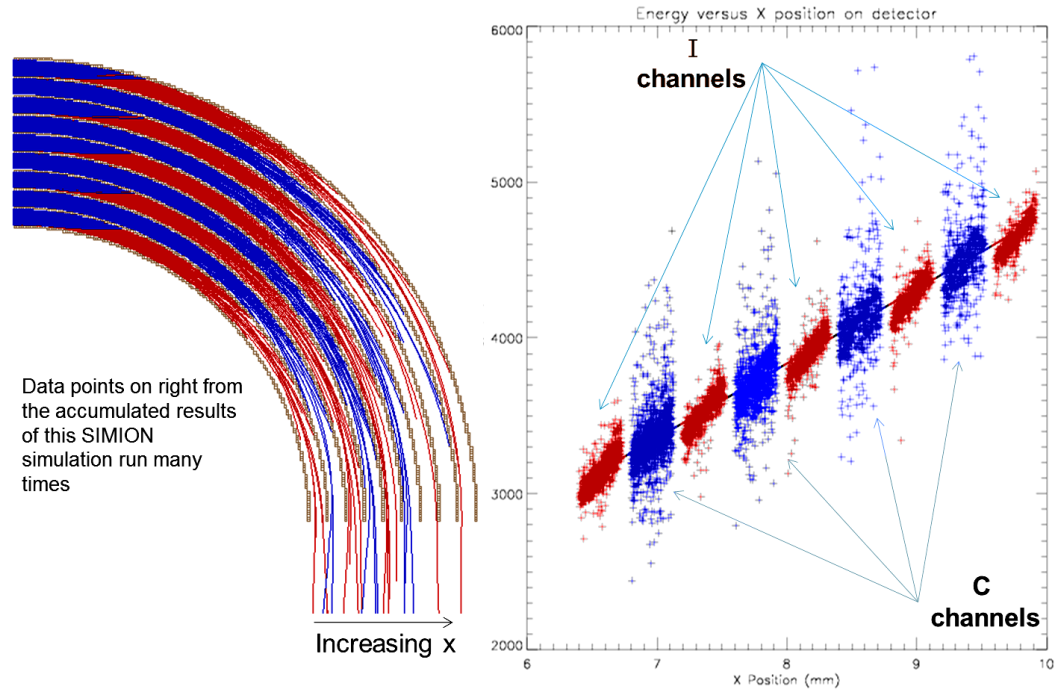 Data points on right from
the accumulated results
of this SIMION
simulation run many
times
Increasing x
Energy versus X position on detector
6000
5000
4000
3000
2000
I
channels
C
channels
6
7
8
9
10
X Position (mm)